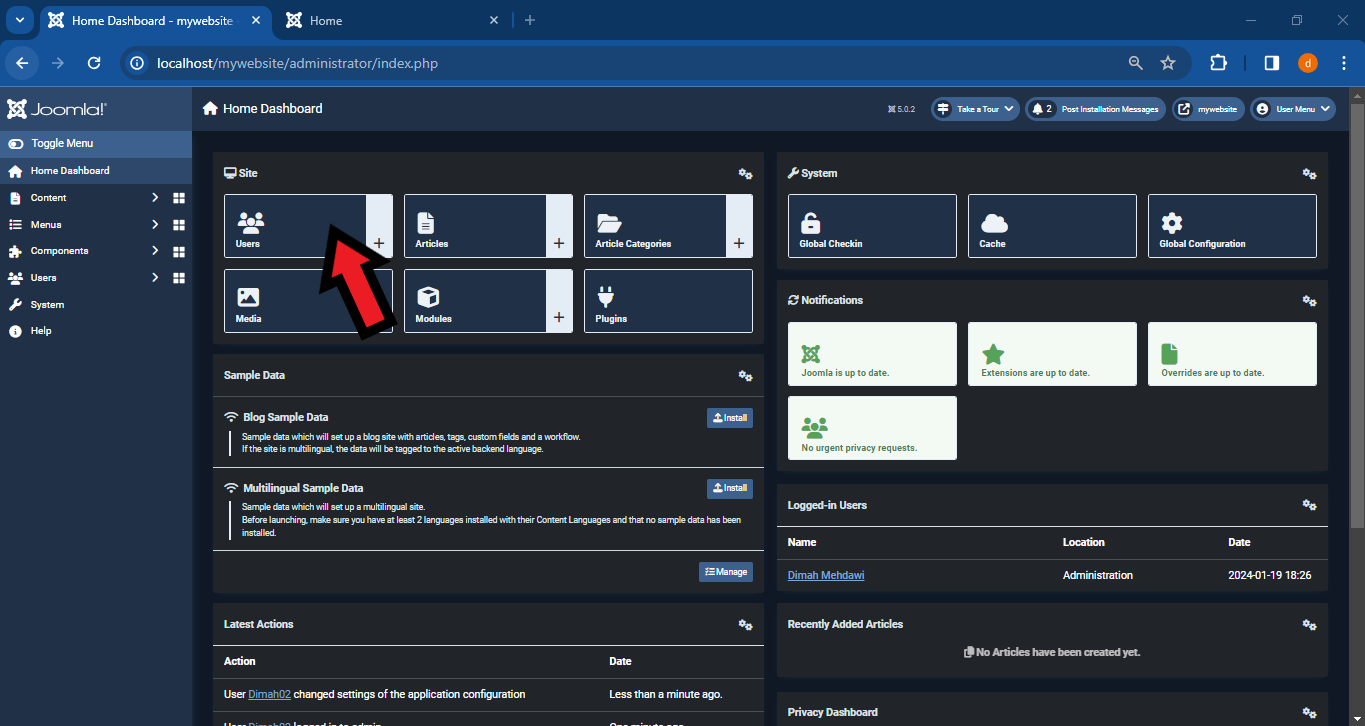 Home Dashboard - mywebsite
Home
localhost/mywebsite/administrator/index.php
d
Joomla!
Home Dashboard
5.0.2
Take a Tour
2 Post Installation Messages
mywebsite
User Menu
Toggle Menu
Home Dashboard
Content
Menus
Components
Users
System
Help
Site
Users
+
Articles
+
Article Categories
+
Media
Modules
+
Plugins
Sample Data
Blog Sample Data
Install
Sample data which will set up a blog site with articles, tags, custom fields and a workflow.
If the site is multilingual, the data will be tagged to the active backend language.
Multilingual Sample Data
Install
Sample data which will set up a multilingual site.
Before launching, make sure you have at least 2 languages installed with their Content Languages and that no sample data has been
installed.
Manage
Latest Actions
Action Date
User Dimah02 changed settings of the application configuration Less than a minute ago.
User Dimah02 logged in to admin One minute ago.
System
Global Checkin
Cache
Global Configuration
Notifications
Joomla is up to date.
Extensions are up to date.
Overrides are up to date.
No urgent privacy requests.
Logged-in Users
Name Location Date
Dimah Mehdawi Administration 2024-01-19 18:26
Recently Added Articles
No Articles have been created yet.
Privacy Dashboard